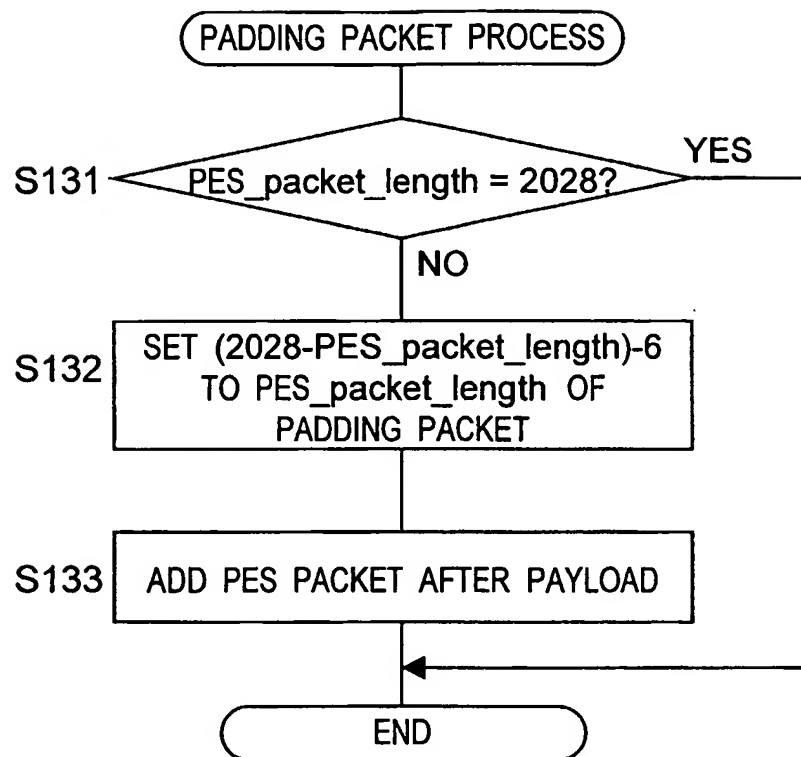 PADDING PACKET PROCESS
YES
S131
PES_packet_length = 2028?
NO
S132
SET (2028-PES_packet_length)-6
TO PES_packet_length OF
PADDING PACKET
S133
ADD PES PACKET AFTER PAYLOAD
END